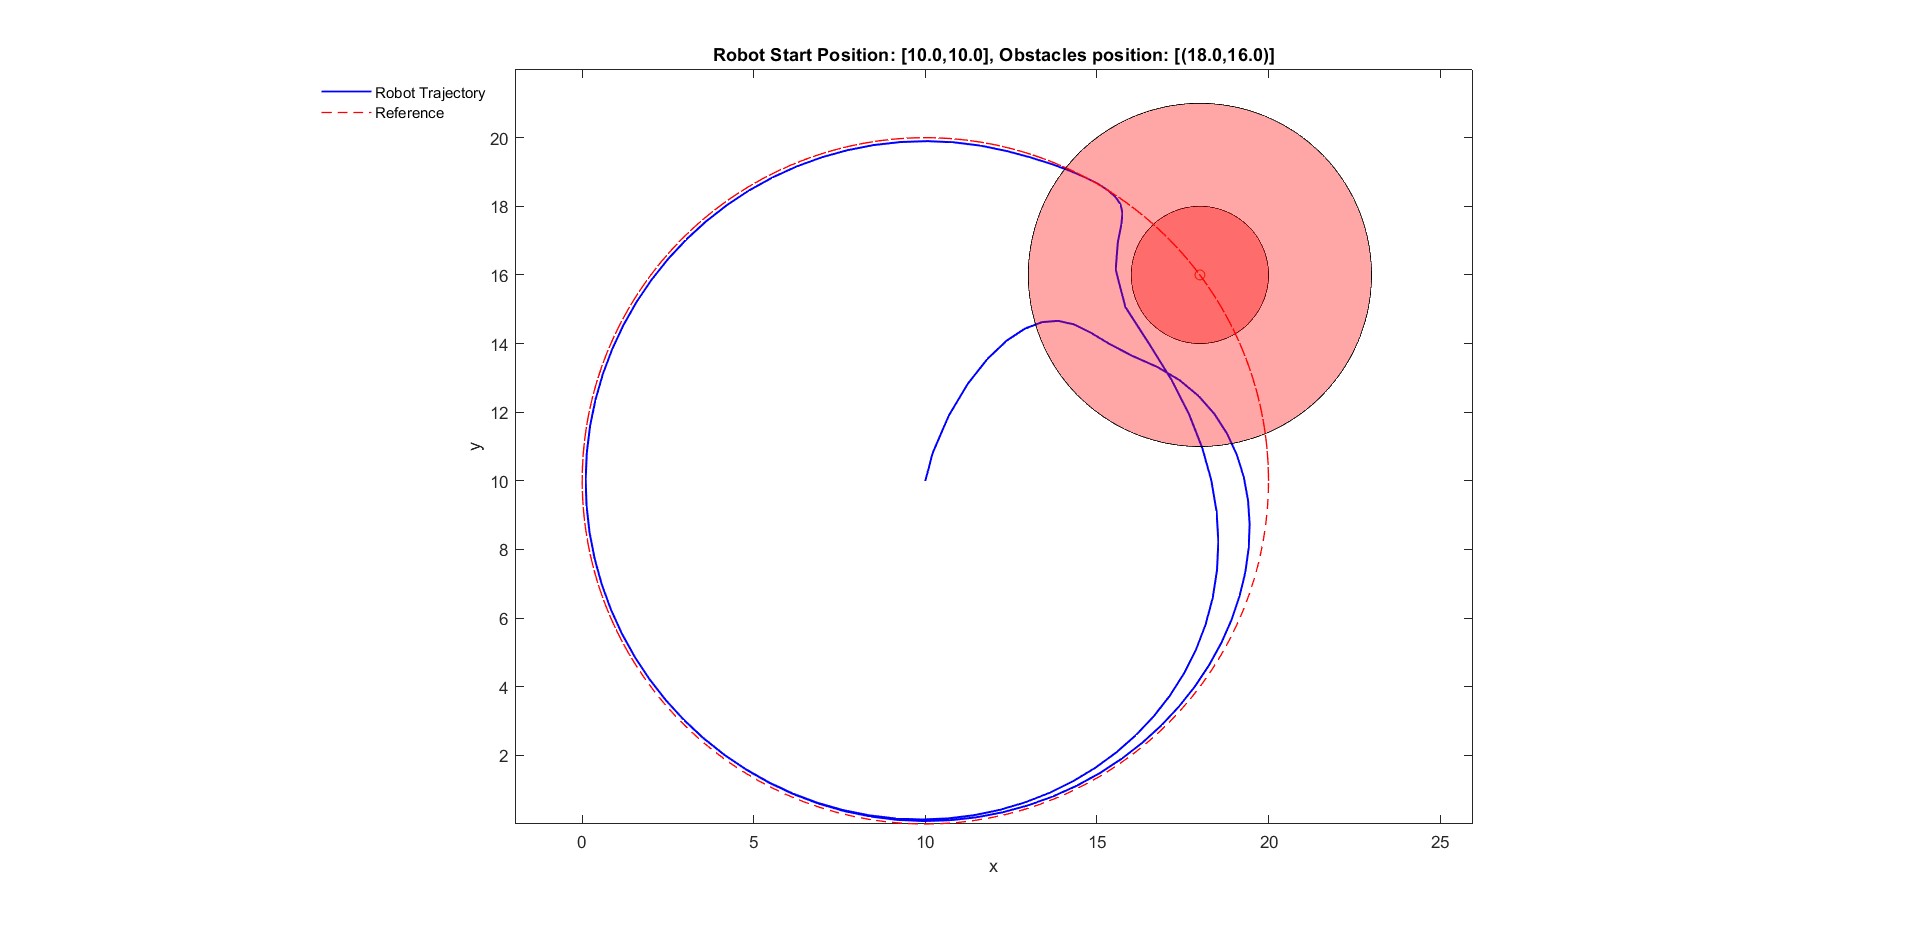 Robot Start Position: [10.0,10.0], Obstacles position: [(18.0,16.0)]
Robot Trajectory
Reference
20
18
16
14
12
10
8
6
4
2
y
0 5 10 15 20 25
x